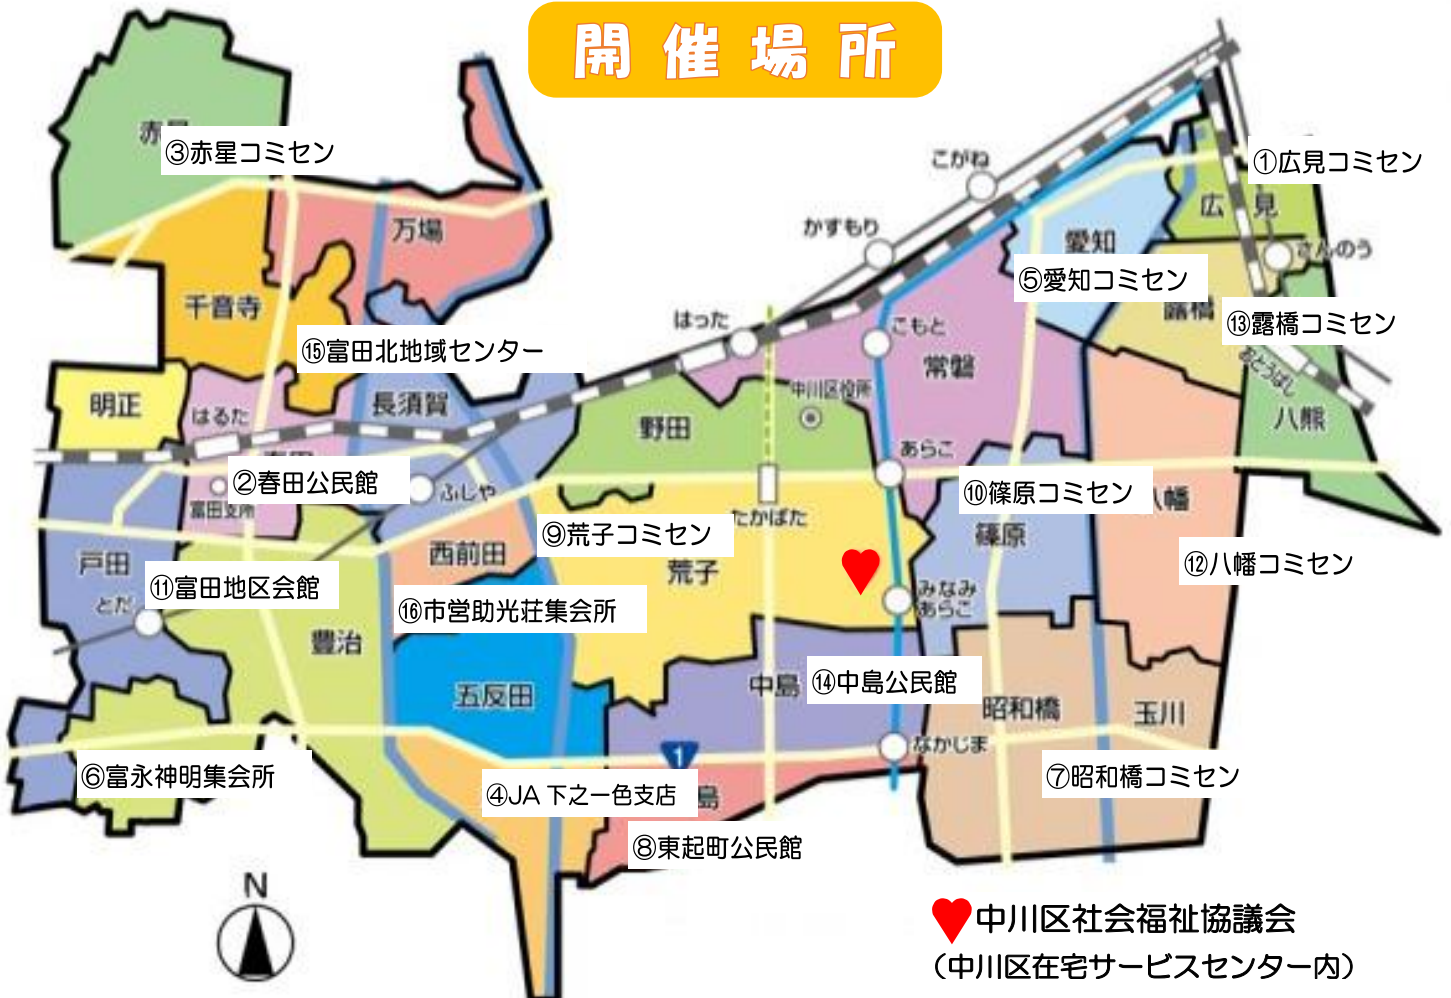 開催場所
③赤星コミセン
①広見コミセン
こがね
かすもり
万場
広見
愛知
さんのう
⑤愛知コミセン
千音寺
露橋
⑬露橋コミセン
はった
こもと
⑮富田北地域センター
常磐
おとうばし
中川区役所
明正
長須賀
はるた
野田
八熊
あらこ
②春田公民館
ふしや
⑩篠原コミセン
八幡
富田支所
たかばた
⑨荒子コミセン
篠原
西前田
戸田
荒子
⑫八幡コミセン
⑪富田地区会館
とだ
みなみ
あらこ
⑯市営助光荘集会所
豊治
五反田
中島
⑭中島公民館
昭和橋
玉川
なかじま
1
⑥富永神明集会所
⑦昭和橋コミセン
④JA下之一色支店
島
⑧東起町公民館
N
中川区社会福祉協議会
（中川区在宅サービスセンター内）